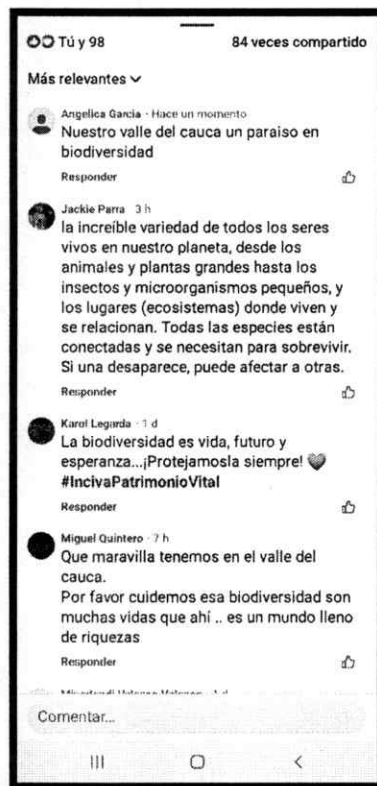 Tú y 98 84 veces compartido
Más relevantes
Angelica Garcia · Hace un momento
Nuestro valle del cauca un paraiso en
biodiversidad
Responder
Jackie Parra · 3 h
la increíble variedad de todos los seres
vivos en nuestro planeta, desde los
animales y plantas grandes hasta los
insectos y microorganismos pequeños, y
los lugares (ecosistemas) donde viven y
se relacionan. Todas las especies están
conectadas y se necesitan para sobrevivir.
Si una desaparece, puede afectar a otras.
Responder
Karol Legarda · 1 d
La biodiversidad es vida, futuro y
esperanza...¡Protejamosla siempre! 🩶
#IncivaPatrimonioVital
Responder
Miguel Quintero · 7 h
Que maravilla tenemos en el valle del
cauca.
Por favor cuidemos esa biodiversidad son
muchas vidas que ahí .. es un mundo lleno
de riquezas
Responder
Comentar...